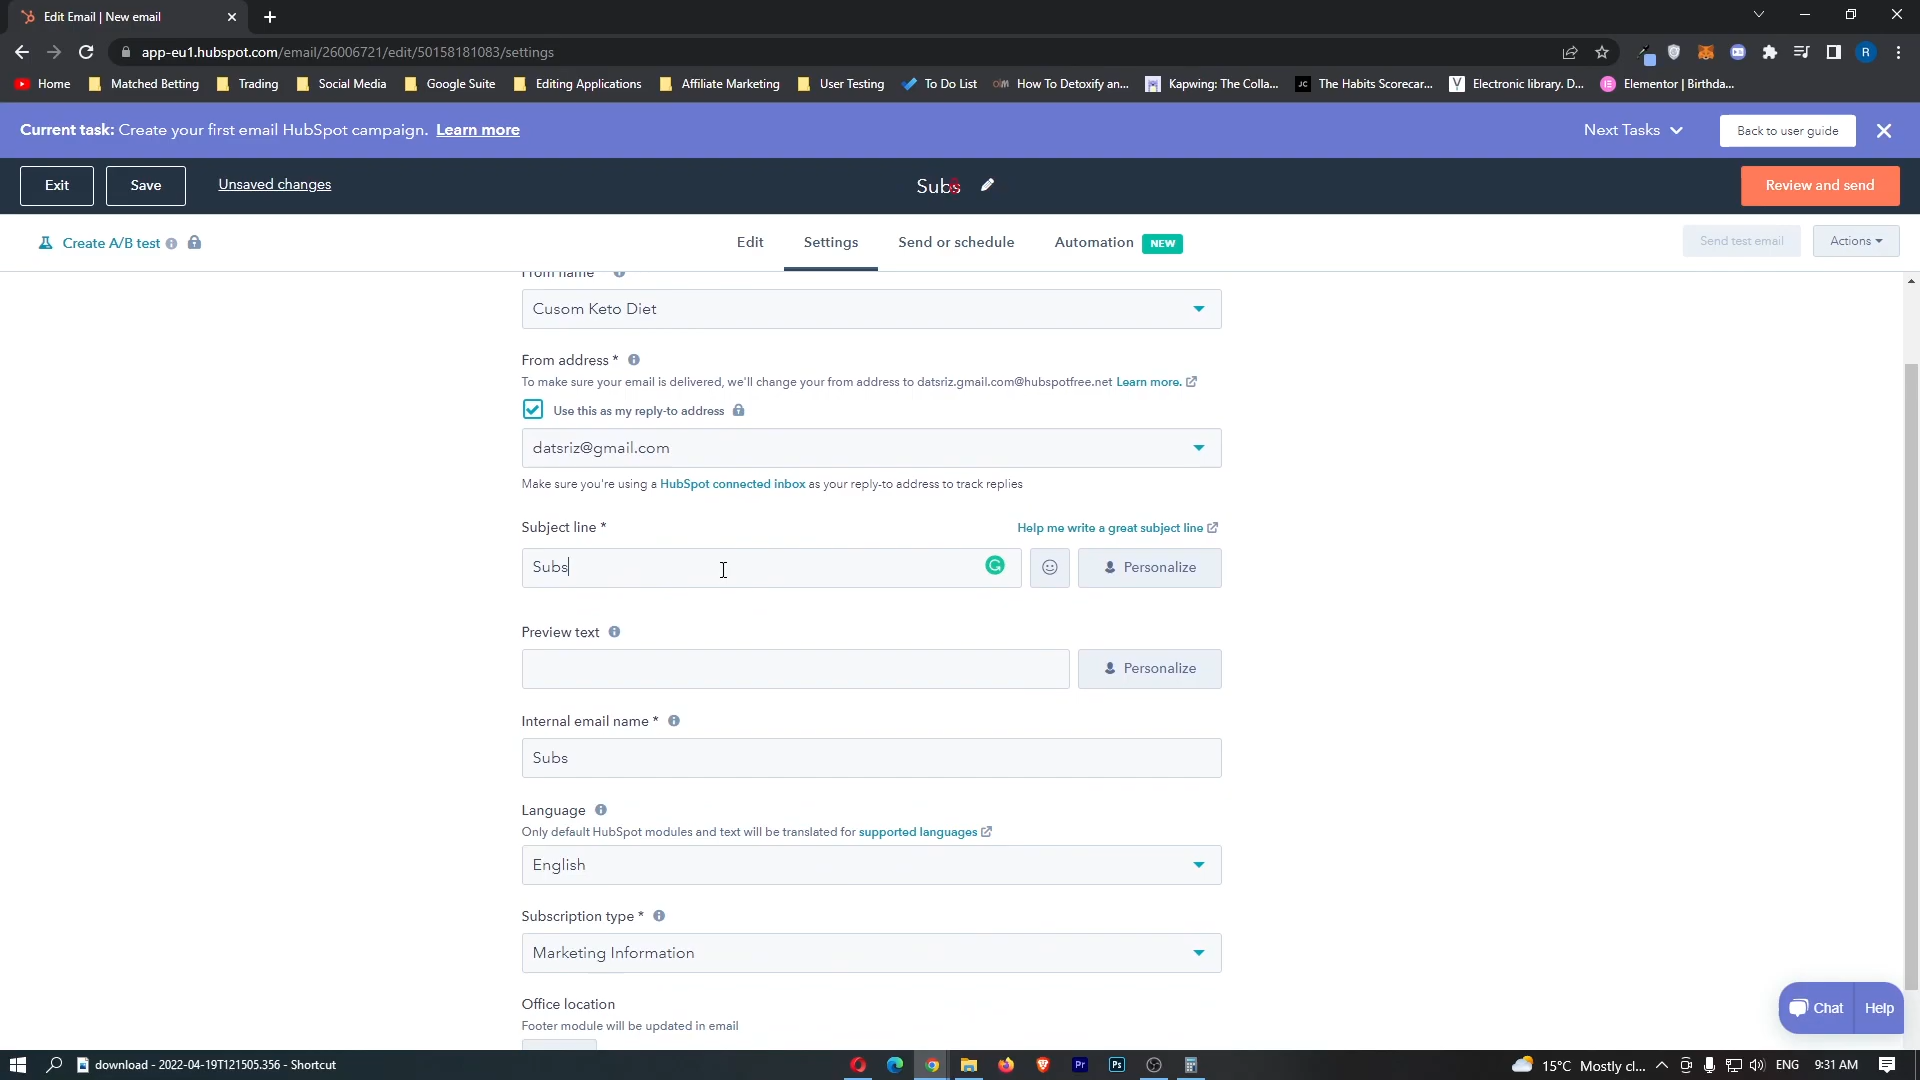 Edit Email | New email
app-eu1.hubspot.com/email/26006721/edit/50158181083/settings
R
Home
Matched Betting
Trading
Social Media
Google Suite
Editing Applications
Affiliate Marketing
User Testing
To Do List
How To Detoxify an...
Kapwing: The Colla...
JC The Habits Scorecar...
Electronic library. D...
Elementor | Birthda...
Current task: Create your first email HubSpot campaign. Learn more
Next Tasks
Back to user guide
Exit
Save
Unsaved changes
Subs
Review and send
Create A/B test
Edit
Settings
Send or schedule
Automation NEW
Send test email
Actions
From name
Cusom Keto Diet
From address *
To make sure your email is delivered, we'll change your from address to datsriz.gmail.com@hubspotfree.net Learn more.
Use this as my reply-to address
datsriz@gmail.com
Make sure you're using a HubSpot connected inbox as your reply-to address to track replies
Subject line *
Help me write a great subject line
Subs
Personalize
Preview text
Personalize
Internal email name *
Subs
Language
Only default HubSpot modules and text will be translated for supported languages
English
Subscription type *
Marketing Information
Office location
Footer module will be updated in email
Chat
Help
download - 2022-04-19T121505.356 - Shortcut
Pr
Ps
15°C Mostly cl...
ENG
9:31 AM